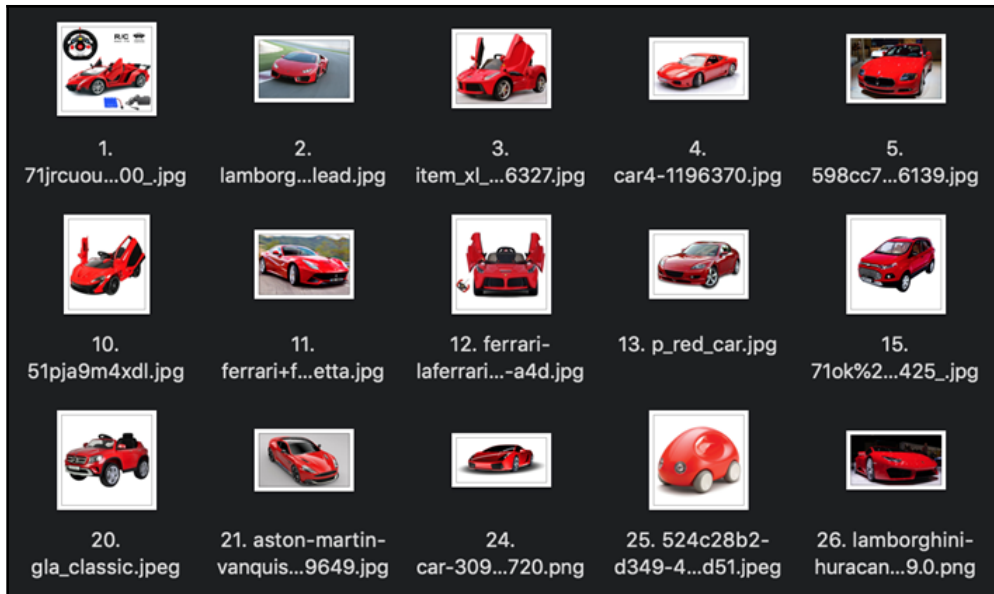 R/C
1.
71jrcuou...00_.jpg
2.
lamborg...lead.jpg
3.
item_xl_...6327.jpg
4.
car4-1196370.jpg
5.
598cc7...6139.jpg
10.
51pja9m4xdl.jpg
11.
ferrari+f...etta.jpg
12. ferrari-
laferrari...-a4d.jpg
13. p_red_car.jpg
15.
71ok%2...425_.jpg
20.
gla_classic.jpeg
21. aston-martin-
vanquis...9649.jpg
24.
car-309...720.png
25. 524c28b2-
d349-4...d51.jpeg
26. lamborghini-
huracan...9.0.png